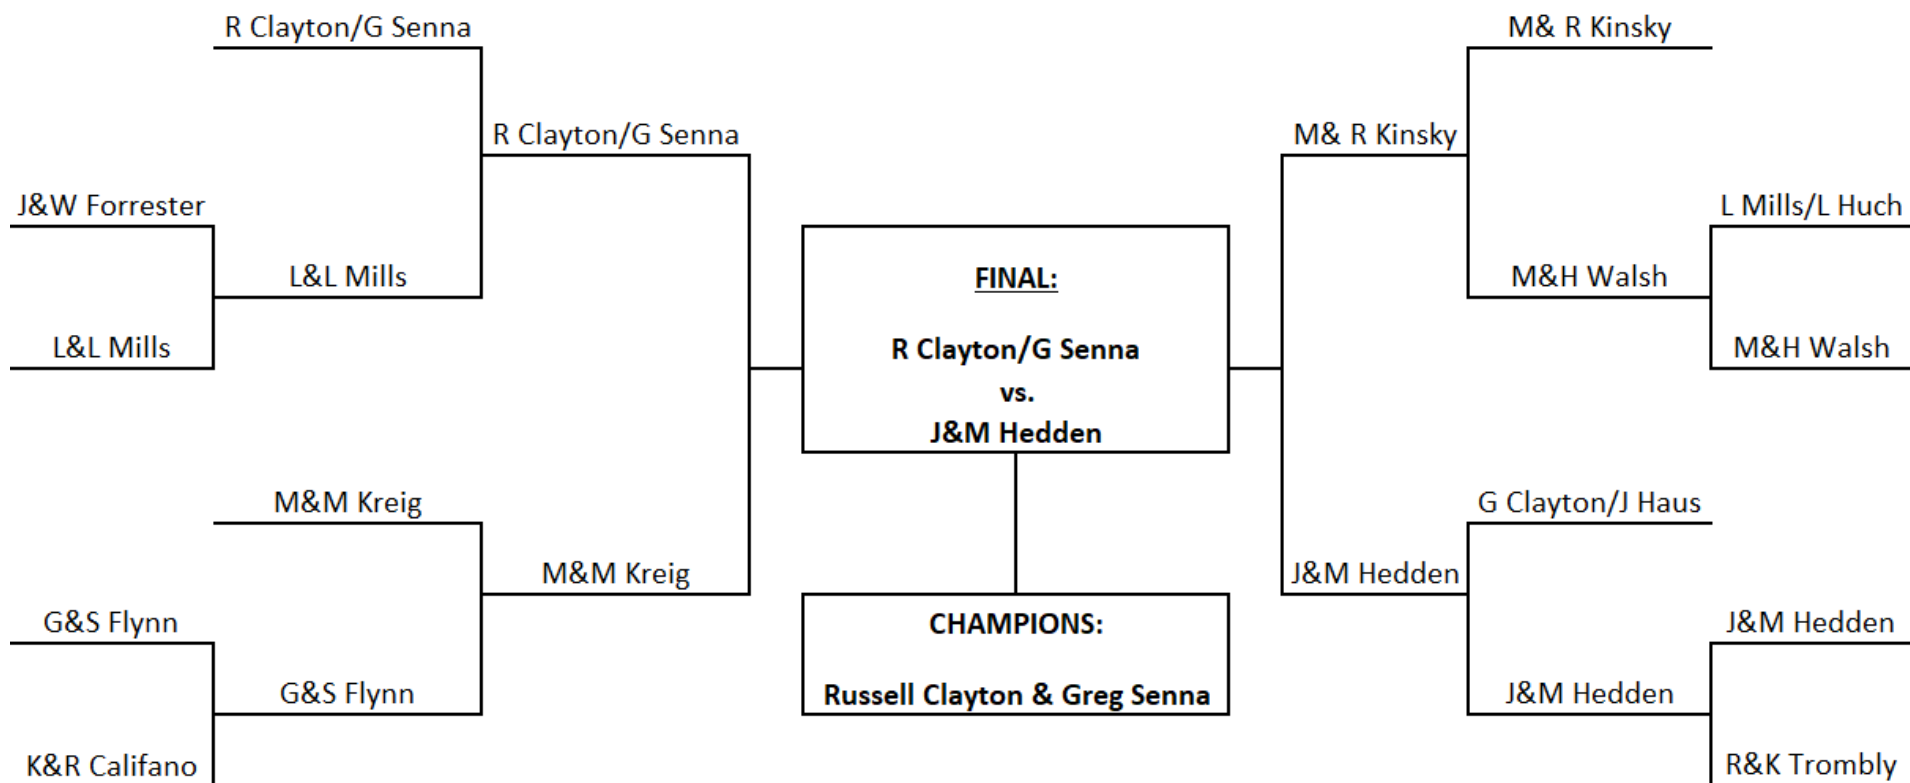 R Clayton/G Senna
M& R Kinsky
R Clayton/G Senna
M& R Kinsky
J&W Forrester
L Mills/L Huch
L&L Mills
FINAL:
M&H Walsh
L&L Mills
R Clayton/G Senna
M&H Walsh
vs.
J&M Hedden
M&M Kreig
G Clayton/J Haus
M&M Kreig
J&M Hedden
G&S Flynn
CHAMPIONS:
J&M Hedden
G&S Flynn
Russell Clayton & Greg Senna
J&M Hedden
K&R Califano
R&K Trombly